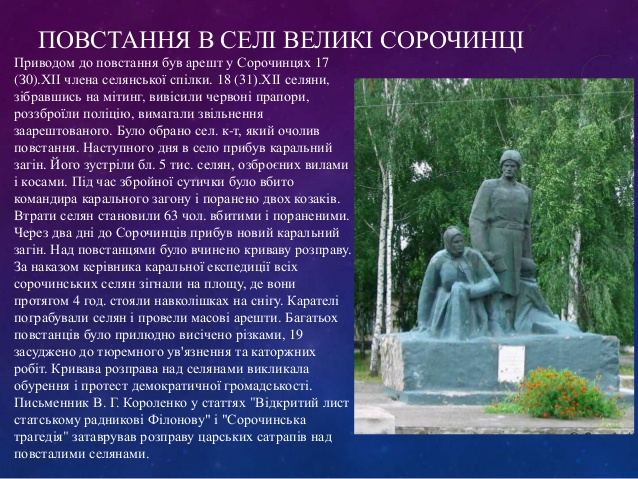 ПОВСТАННЯ В СЕЛІ ВЕЛИКІ СОРОЧИНЦІ
Приводом до повстання був арешт у Сорочинцях 17
(З0).XII члена селянської спілки. 18 (31).XII селяни,
зібравшись на мітинг, вивісили червоні прапори,
роззброїли поліцію, вимагали звільнення
заарештованого. Було обрано сел. к-т, який очолив
повстання. Наступного дня в село прибув каральний
загін. Його зустріли бл. 5 тис. селян, озброєних вилами
і косами. Під час збройної сутички було вбито
командира карального загону і поранено двох козаків.
Втрати селян становили 63 чол. вбитими і пораненими.
Через два дні до Сорочинців прибув новий каральний
загін. Над повстанцями було вчинено криваву розправу.
За наказом керівника каральної експедиції всіх
сорочинських селян зігнали на площу, де вони
протягом 4 год. стояли навколішках на снігу. Карателі
пограбували селян і провели масові арешти. Багатьох
повстанців було прилюдно висічено різками, 19
засуджено до тюремного ув'язнення та каторжних
робіт. Кривава розправа над селянами викликала
обурення і протест демократичної громадськості.
Письменник В. Г. Короленко у статтях "Відкритий лист
статському радникові Філонову" і "Сорочинська
трагедія" затаврував розправу царських сатрапів над
повсталими селянами.